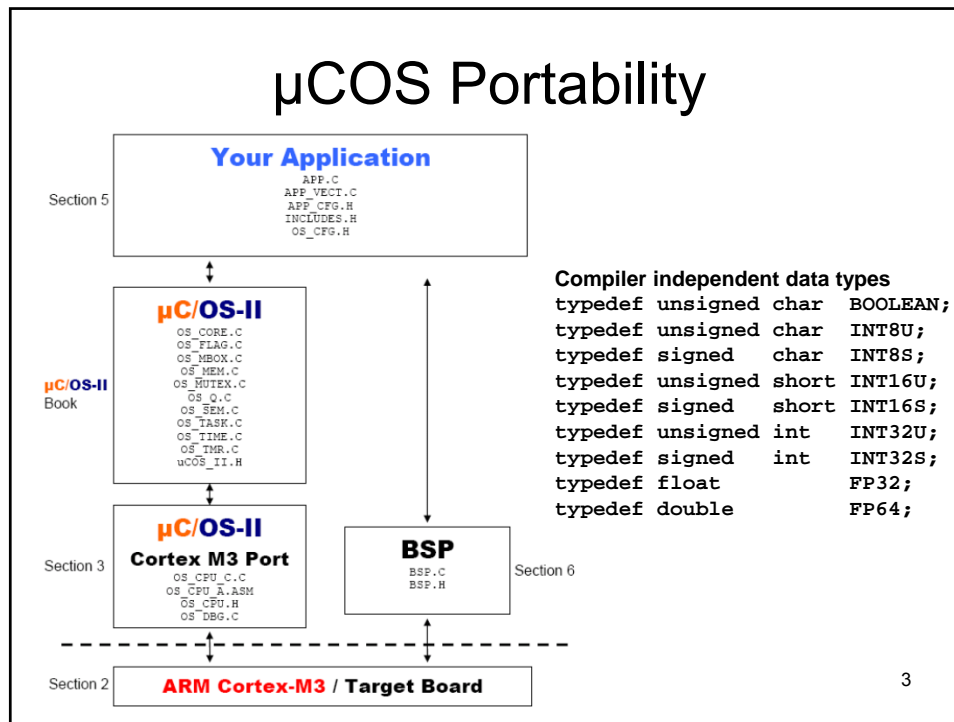 µCOS Portability
Your Application
APP.C
APP_VECT.C
APP_CFG.H
INCLUDES.H
OS_CFG.H
Section 5
µC/OS-II
OS_CORE.C
OS_FLAG.C
OS_MBOX.C
OS_MEM.C
OS_MUTEX.C
OS_Q.C
OS_SEM.C
OS_TASK.C
OS_TIME.C
OS_TMR.C
uCOS_II.H
µC/OS-II
Book
Compiler independent data types
typedef unsigned char BOOLEAN;
typedef unsigned char INT8U;
typedef signed char INT8S;
typedef unsigned short INT16U;
typedef signed short INT16S;
typedef unsigned int INT32U;
typedef signed int INT32S;
typedef float FP32;
typedef double FP64;
µC/OS-II
Cortex M3 Port
OS_CPU_C.C
OS_CPU_A.ASM
OS_CPU.H
OS_DBG.C
Section 3
BSP
BSP.C
BSP.H
Section 6
Section 2
ARM Cortex-M3 / Target Board
3